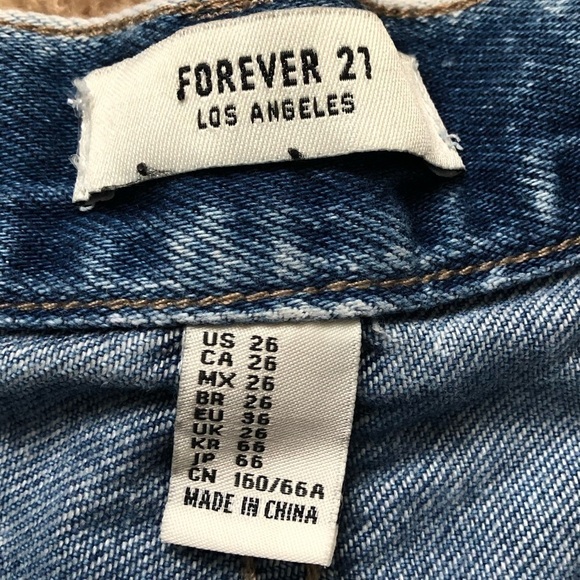 FOREVER 21
LOS ANGELES
US 26
CA 26
MX 26
BR 26
EU 36
UK 26
KR 66
JP 66
CN 160/66A
MADE IN CHINA